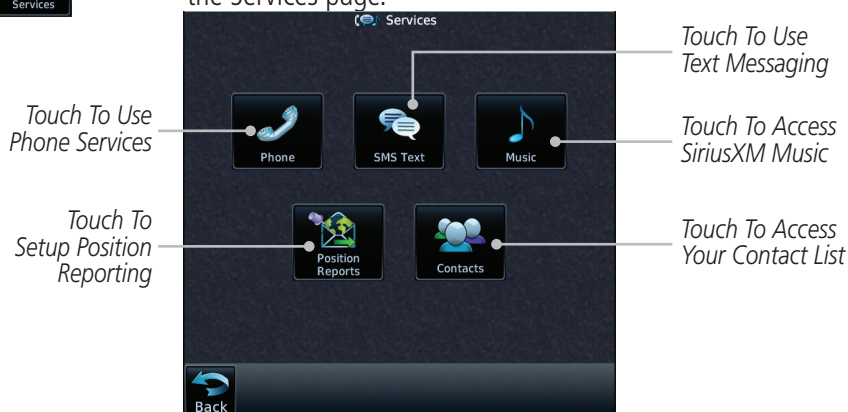 Services
the Services page.
Services
Touch To Use
Text Messaging
Touch To Use
Phone Services
Phone
SMS Text
Music
Touch To Access
SiriusXM Music
Touch To
Setup Position
Reporting
Position
Reports
Contacts
Touch To Access
Your Contact List
Back